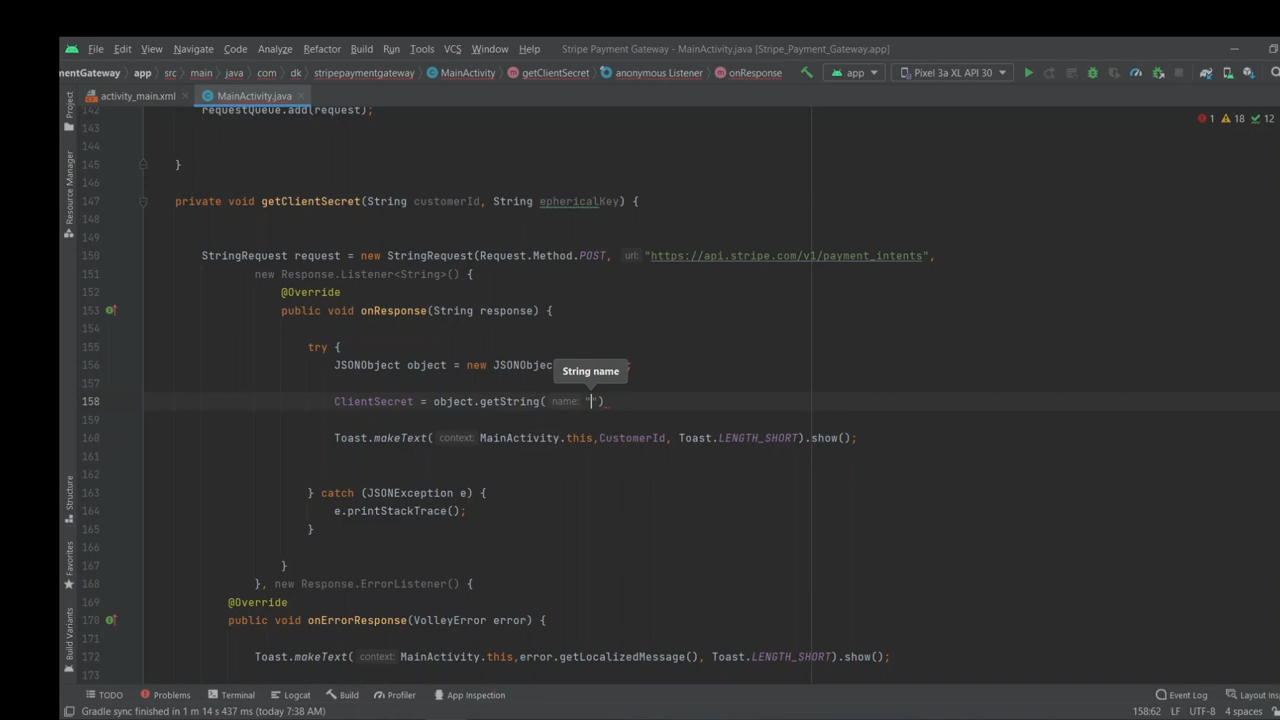 File Edit View Navigate Code Analyze Refactor Build Run Tools VCS Window Help Stripe Payment Gateway - MainActivity.java [Stripe_Payment_Gateway.app]
mentGateway app src main java com dk stripepaymentgateway MainActivity getClientSecret anonymous Listener onResponse app Pixel 3a XL API 30
activity_main.xml MainActivity.java
Project
Resource Manager
Structure
Favorites
Build Variants
1 18 12
142 requestQueue.add(request);
143
144
145 }
146
147 private void getClientSecret(String customerId, String ephericalKey) {
148
149
150 StringRequest request = new StringRequest(Request.Method.POST, url: "https://api.stripe.com/v1/payment_intents",
151 new Response.Listener<String>() {
152 @Override
153 public void onResponse(String response) {
154
155 try {
156 JSONObject object = new JSONObjec ;
String name
157
158 ClientSecret = object.getString( name: "")
159
160 Toast.makeText( context: MainActivity.this,CustomerId, Toast.LENGTH_SHORT).show();
161
162
163 } catch (JSONException e) {
164 e.printStackTrace();
165 }
166
167 }
168 }, new Response.ErrorListener() {
169 @Override
170 public void onErrorResponse(VolleyError error) {
171
172 Toast.makeText( context: MainActivity.this,error.getLocalizedMessage(), Toast.LENGTH_SHORT).show();
173
TODO Problems Terminal Logcat Build Profiler App Inspection Event Log Layout Ins
Gradle sync finished in 1 m 14 s 437 ms (today 7:38 AM) 158:62 LF UTF-8 4 spaces